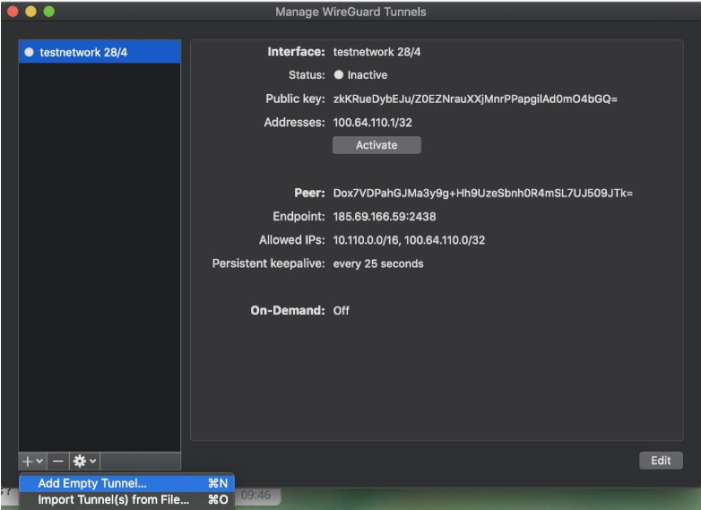 Manage WireGuard Tunnels
testnetwork 28/4
Interface: testnetwork 28/4
Status: Inactive
Public key: zkKRueDybEJu/Z0EZNrauXXjMnrPPapgilAd0mO4bGQ=
Addresses: 100.64.110.1/32
Activate
Peer: Dox7VDPahGJMa3y9g+Hh9UzeSbnh0R4mSL7UJ509JTk=
Endpoint: 185.69.166.59:2438
Allowed IPs: 10.110.0.0/16, 100.64.110.0/32
Persistent keepalive: every 25 seconds
On-Demand: Off
Edit
Add Empty Tunnel... ⌘N
Import Tunnel(s) from File... ⌘O
09:46